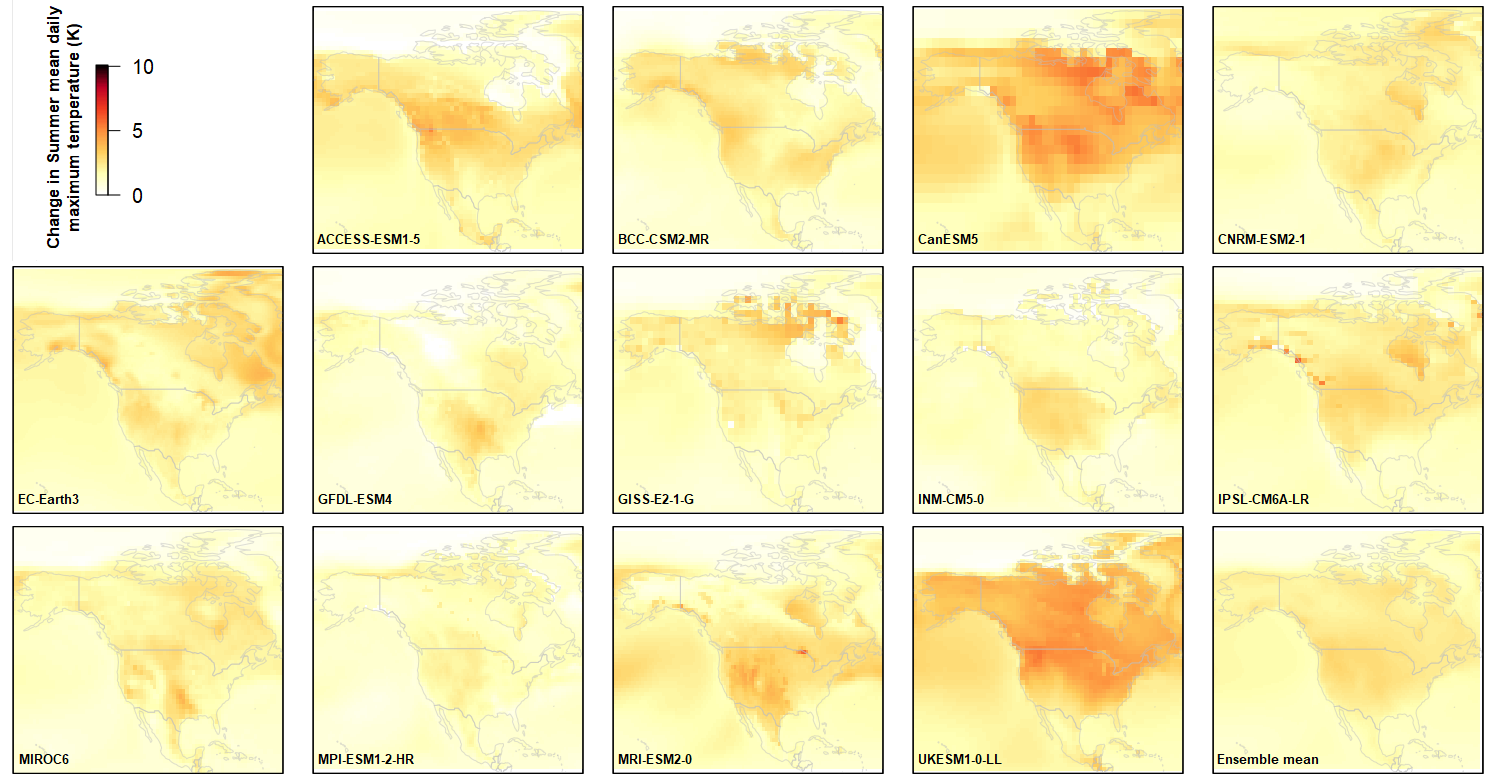 Change in Summer mean daily
maximum temperature (K)
10
5
0
ACCESS-ESM1-5
BCC-CSM2-MR
CanESM5
CNRM-ESM2-1
EC-Earth3
GFDL-ESM4
GISS-E2-1-G
INM-CM5-0
IPSL-CM6A-LR
MIROC6
MPI-ESM1-2-HR
MRI-ESM2-0
UKESM1-0-LL
Ensemble mean